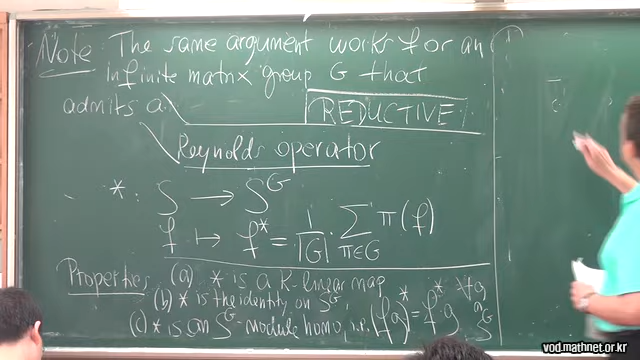 Note: The same argument works for an
infinite matrix group G that
admits a
REDUCTIVE
Reynolds operator
* : S → S^G
f ↦ f* = 1/|G| Σ_{π∈G} π(f)
Properties: (a) * is a K-linear map
(b) * is the identity on S^G
(c) * is an S^G-module homo, i.e. (fg)* = f* g ∀g ∈ S^G
vod.mathnet.or.kr